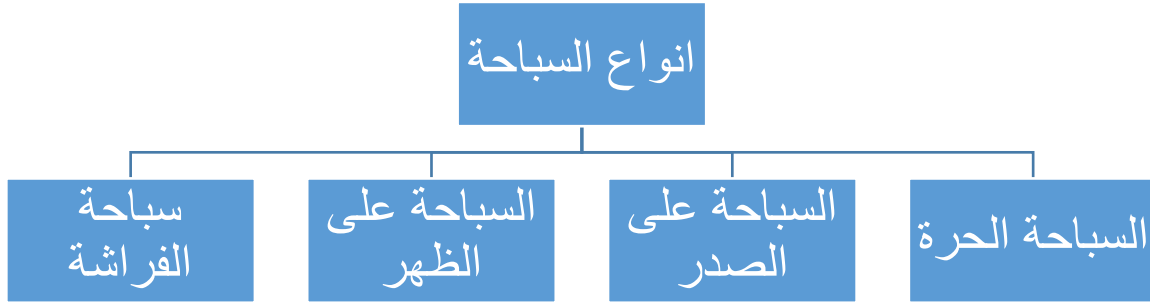 انواع السباحة
السباحة الحرة
السباحة على
الصدر
السباحة على
الظهر
سباحة
الفراشة